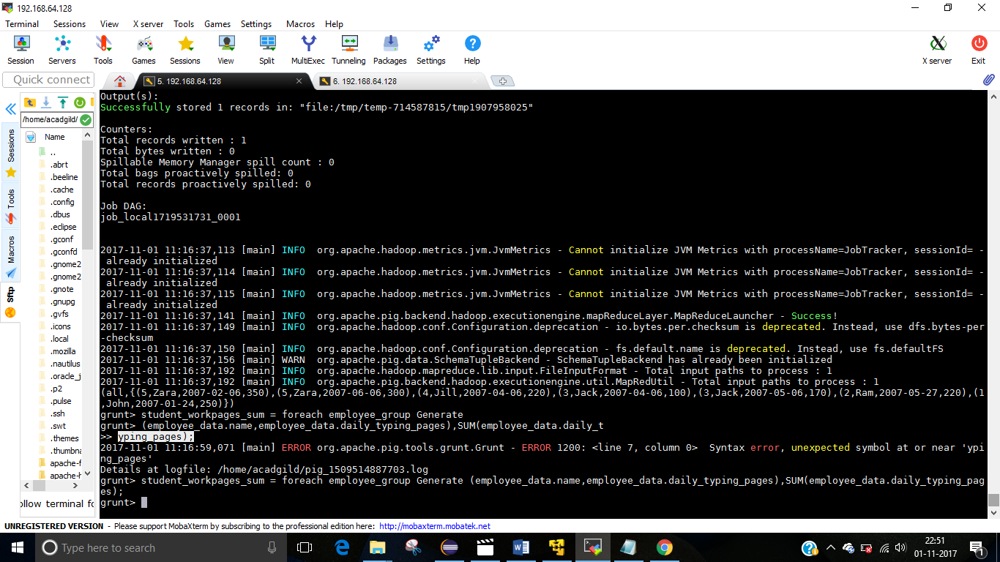 192.168.64.128
Terminal Sessions View X server Tools Games Settings Macros Help
Session Servers Tools Games Sessions View Split MultiExec Tunneling Packages Settings Help X server Exit
Quick connect
5. 192.168.64.128
6. 192.168.64.128
/home/acadgild/
Name
..
.abrt
.beeline
.cache
.config
.dbus
.eclipse
.gconf
.gconfd
.gnome2
.gnome2
.gnote
.gnupg
.gvfs
.icons
.local
.mozilla
.nautilus
.oracle_j
.p2
.pulse
.ssh
.swt
.themes
.thumbna
apache-f
apache-h
ollow terminal fo
Sessions
Tools
Macros
Sftp
Output(s):
Successfully stored 1 records in: "file:/tmp/temp-714587815/tmp1907958025"
Counters:
Total records written : 1
Total bytes written : 0
Spillable Memory Manager spill count : 0
Total bags proactively spilled: 0
Total records proactively spilled: 0
Job DAG:
job_local1719531731_0001
2017-11-01 11:16:37,113 [main] INFO  org.apache.hadoop.metrics.jvm.JvmMetrics - Cannot initialize JVM Metrics with processName=JobTracker, sessionId= -
already initialized
2017-11-01 11:16:37,114 [main] INFO  org.apache.hadoop.metrics.jvm.JvmMetrics - Cannot initialize JVM Metrics with processName=JobTracker, sessionId= -
already initialized
2017-11-01 11:16:37,115 [main] INFO  org.apache.hadoop.metrics.jvm.JvmMetrics - Cannot initialize JVM Metrics with processName=JobTracker, sessionId= -
already initialized
2017-11-01 11:16:37,141 [main] INFO  org.apache.pig.backend.hadoop.executionengine.mapReduceLayer.MapReduceLauncher - Success!
2017-11-01 11:16:37,149 [main] INFO  org.apache.hadoop.conf.Configuration.deprecation - io.bytes.per.checksum is deprecated. Instead, use dfs.bytes-per
-checksum
2017-11-01 11:16:37,150 [main] INFO  org.apache.hadoop.conf.Configuration.deprecation - fs.default.name is deprecated. Instead, use fs.defaultFS
2017-11-01 11:16:37,156 [main] WARN  org.apache.pig.data.SchemaTupleBackend - SchemaTupleBackend has already been initialized
2017-11-01 11:16:37,192 [main] INFO  org.apache.hadoop.mapreduce.lib.input.FileInputFormat - Total input paths to process : 1
2017-11-01 11:16:37,192 [main] INFO  org.apache.pig.backend.hadoop.executionengine.util.MapRedUtil - Total input paths to process : 1
(all,{(5,Zara,2007-02-06,350),(5,Zara,2007-06-06,300),(4,Jill,2007-04-06,220),(3,Jack,2007-04-06,100),(3,Jack,2007-05-06,170),(2,Ram,2007-05-27,220),(1
,John,2007-01-24,250)})
grunt> student_workpages_sum = foreach employee_group Generate
grunt> (employee_data.name,employee_data.daily_typing_pages),SUM(employee_data.daily_t
>> yping_pages);
2017-11-01 11:16:59,071 [main] ERROR org.apache.pig.tools.grunt.Grunt - ERROR 1200: <line 7, column 0>  Syntax error, unexpected symbol at or near 'ypi
ng_pages'
Details at logfile: /home/acadgild/pig_1509514887703.log
grunt> student_workpages_sum = foreach employee_group Generate (employee_data.name,employee_data.daily_typing_pages),SUM(employee_data.daily_typing_pag
es);
grunt>
UNREGISTERED VERSION - Please support MobaXterm by subscribing to the professional edition here: http://mobaxterm.mobatek.net
Type here to search
22:51
01-11-2017
1